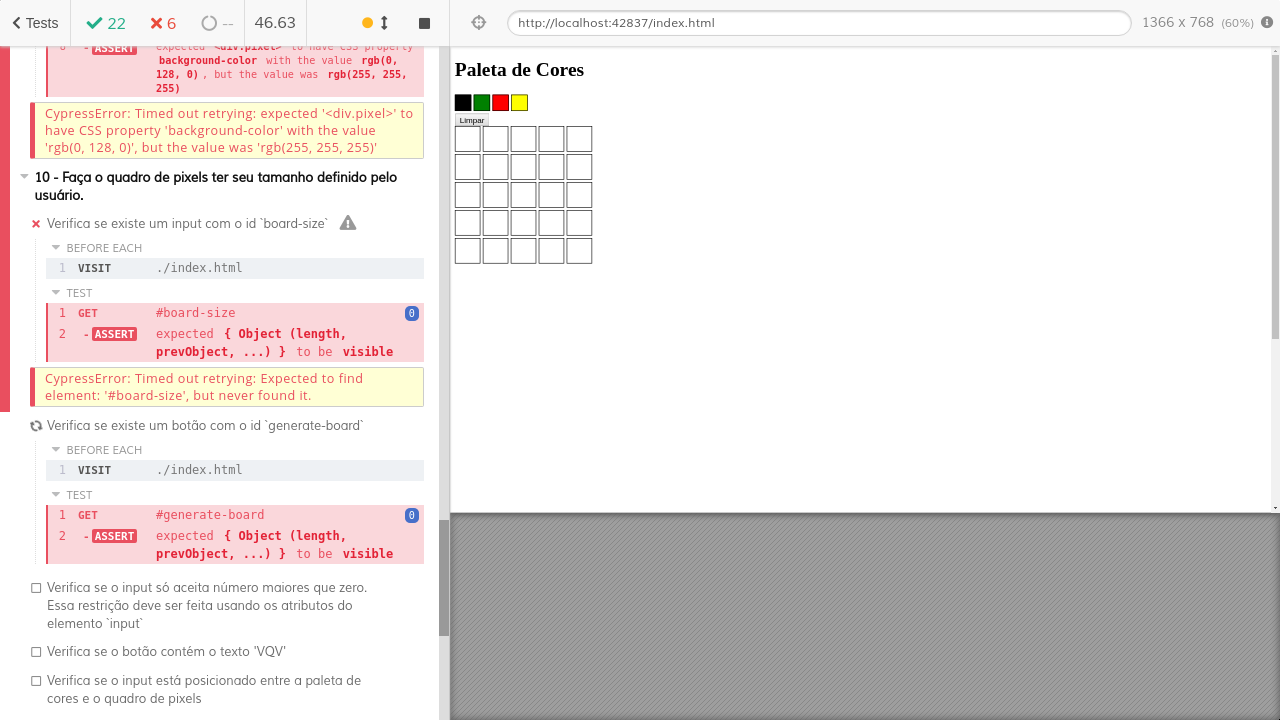 Tests
22
6
--
46.63
http://localhost:42837/index.html
1366 x 768 (60%)
- ASSERT expected <div.pixel> to have CSS property
background-color with the value rgb(0,
128, 0), but the value was rgb(255, 255,
255)
CypressError: Timed out retrying: expected '<div.pixel>' to
have CSS property 'background-color' with the value
'rgb(0, 128, 0)', but the value was 'rgb(255, 255, 255)'
10 - Faça o quadro de pixels ter seu tamanho definido pelo
usuário.
Verifica se existe um input com o id `board-size`
BEFORE EACH
1 VISIT ./index.html
TEST
1 GET #board-size 0
2 - ASSERT expected { Object (length,
prevObject, ...) } to be visible
CypressError: Timed out retrying: Expected to find
element: '#board-size', but never found it.
Verifica se existe um botão com o id `generate-board`
BEFORE EACH
1 VISIT ./index.html
TEST
1 GET #generate-board 0
2 - ASSERT expected { Object (length,
prevObject, ...) } to be visible
Verifica se o input só aceita número maiores que zero.
Essa restrição deve ser feita usando os atributos do
elemento `input`
Verifica se o botão contém o texto 'VQV'
Verifica se o input está posicionado entre a paleta de
cores e o quadro de pixels
Paleta de Cores
Limpar